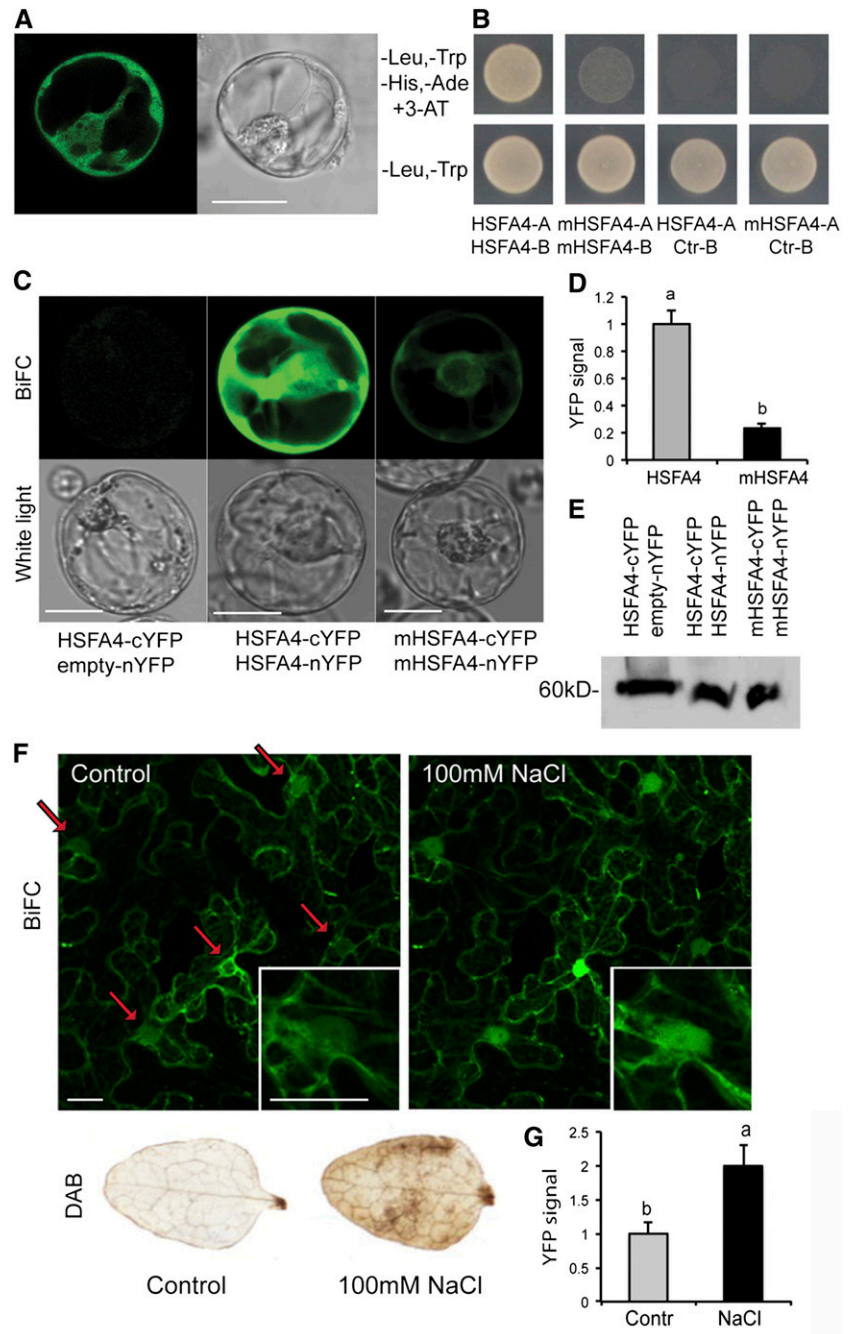 A
B
-Leu,-Trp
-His,-Ade
+3-AT
-Leu,-Trp
HSFA4-A mHSFA4-A HSFA4-A mHSFA4-A
HSFA4-B mHSFA4-B Ctr-B Ctr-B
C
BiFC
White light
HSFA4-cYFP HSFA4-cYFP mHSFA4-cYFP
empty-nYFP HSFA4-nYFP mHSFA4-nYFP
D
YFP signal
1.2
1
0.8
0.6
0.4
0.2
0
a
b
HSFA4 mHSFA4
E
HSFA4-cYFP
empty-nYFP
HSFA4-cYFP
HSFA4-nYFP
mHSFA4-cYFP
mHSFA4-nYFP
60kD-
F
BiFC
Control
100mM NaCl
DAB
Control
100mM NaCl
G
YFP signal
2.5
2
1.5
1
0.5
0
b
a
Contr NaCl